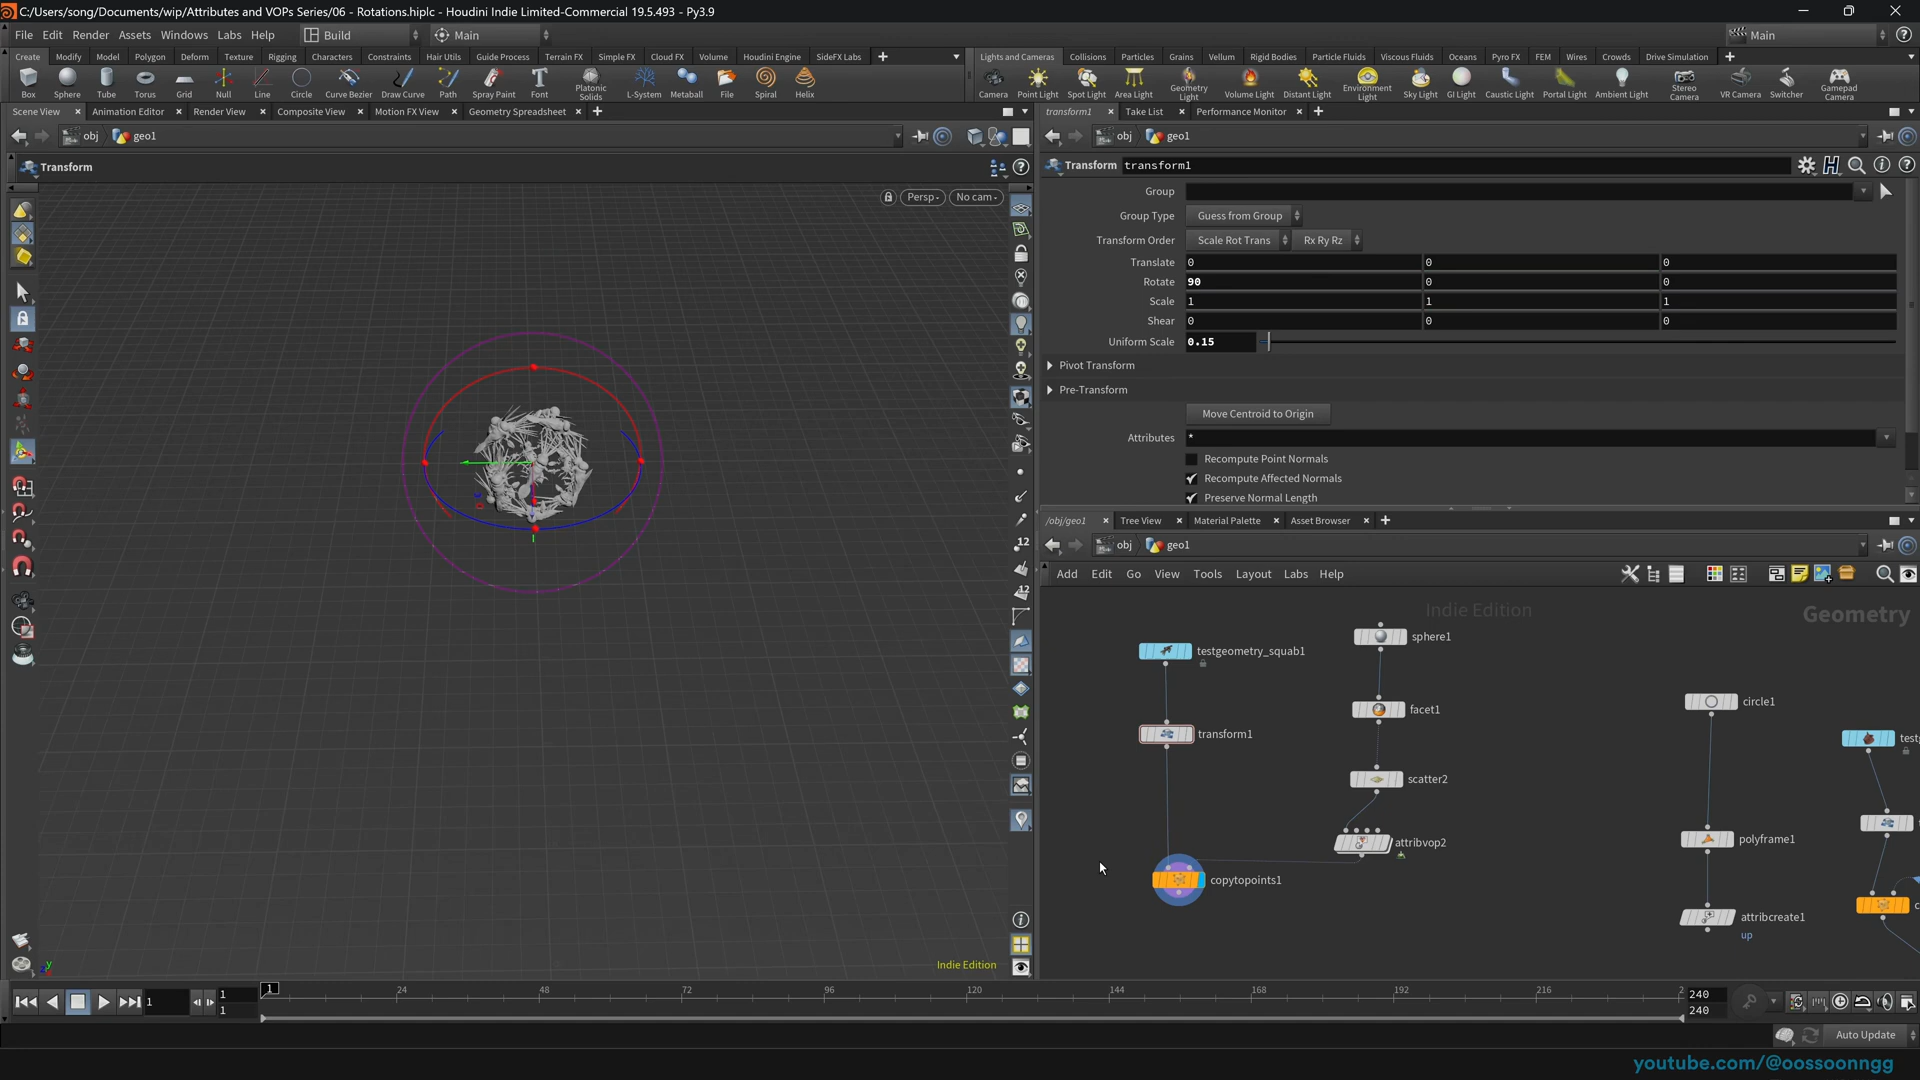 C:/Users/song/Documents/wip/Attributes and VOPs Series/06 - Rotations.hiplc - Houdini Indie Limited-Commercial 19.5.493 - Py3.9
File Edit Render Assets Windows Labs Help Build Main Main
Create Modify Model Polygon Deform Texture Rigging Characters Constraints Hair Utils Guide Process Terrain FX Simple FX Cloud FX Volume Houdini Engine SideFX Labs
Lights and Cameras Collisions Particles Grains Vellum Rigid Bodies Particle Fluids Viscous Fluids Oceans Pyro FX FEM Wires Crowds Drive Simulation
Box Sphere Tube Torus Grid Null Line Circle Curve Bezier Draw Curve Path Spray Paint Font Platonic Solids L-System Metaball File Spiral Helix
Camera Point Light Spot Light Area Light Geometry Light Volume Light Distant Light Environment Light Sky Light GI Light Caustic Light Portal Light Ambient Light Stereo Camera VR Camera Switcher Gamepad Camera
Scene View Animation Editor Render View Composite View Motion FX View Geometry Spreadsheet
transform1 Take List Performance Monitor
obj geo1
obj geo1
Transform
Persp No cam
Transform transform1
Group
Group Type Guess from Group
Transform Order Scale Rot Trans Rx Ry Rz
Translate 0 0 0
Rotate 90 0 0
Scale 1 1 1
Shear 0 0 0
Uniform Scale 0.15
Pivot Transform
Pre-Transform
Move Centroid to Origin
Attributes *
Recompute Point Normals
Recompute Affected Normals
Preserve Normal Length
/obj/geo1 Tree View Material Palette Asset Browser
obj geo1
Add Edit Go View Tools Layout Labs Help
Indie Edition
Geometry
sphere1
testgeometry_squab1
circle1
facet1
transform1
scatter2
polyframe1
attribvop2
copytopoints1
attribcreate1
up
12
12
Indie Edition
1 1 1 1 24 48 72 96 120 144 168 192 216 2 240
240
Auto Update
youtube.com/@oossoonngg